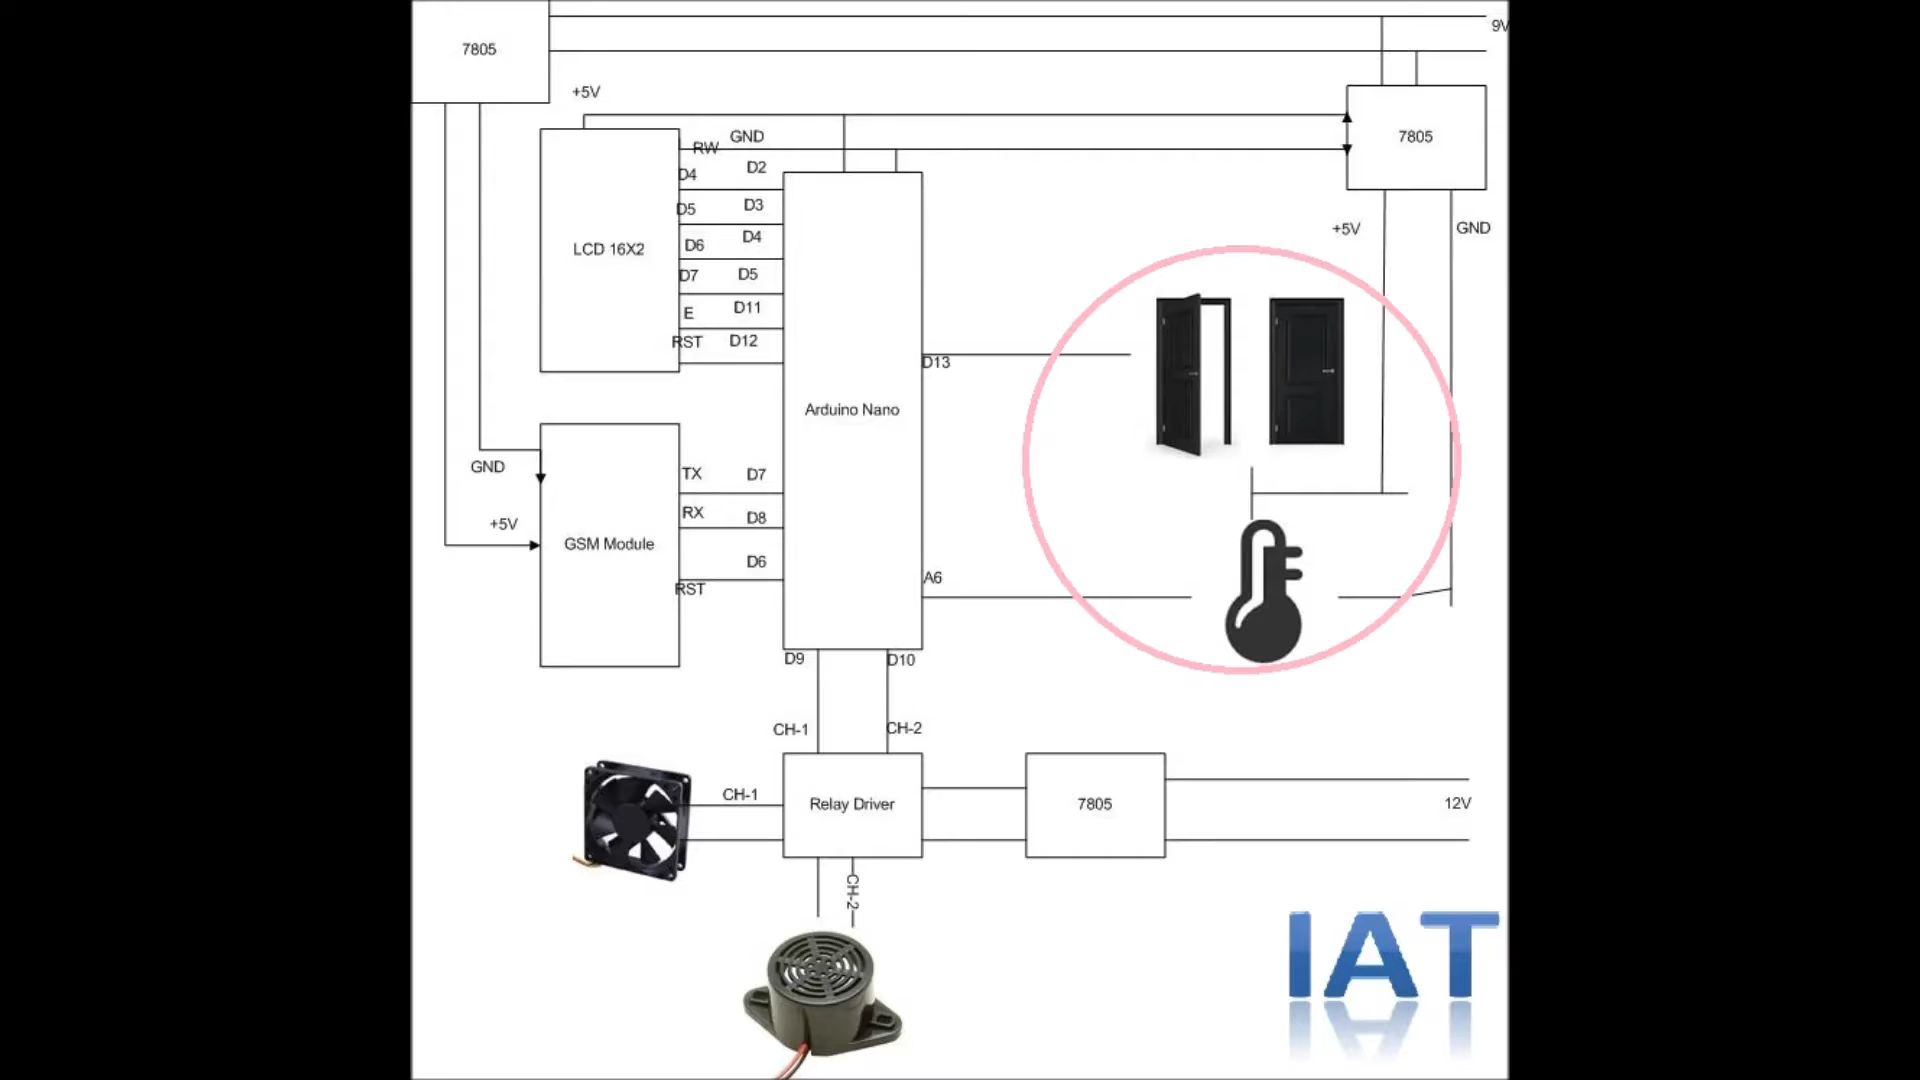 9V
7805
+5V
7805
GND
RW
D2
D4
D3
D5
D4
D6
LCD 16X2
D7
D5
E
D11
RST
D12
+5V
GND
D13
Arduino Nano
GND
TX
D7
RX
D8
+5V
GSM Module
D6
RST
A6
D9
D10
CH-1
CH-2
CH-1
Relay Driver
7805
12V
CH-2
IAT